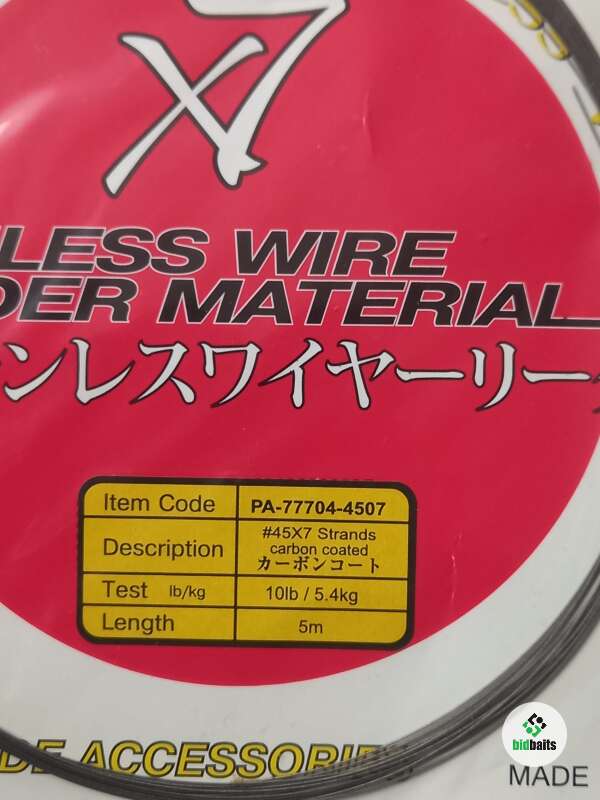 X7
LESS WIRE
DER MATERIAL
ンレスワイヤーリー
Item Code PA-77704-4507
Description #45X7 Strands
carbon coated
カーボンコート
Test lb/kg 10lb / 5.4kg
Length 5m
DE ACCESSORIES
MADE
bidbaits